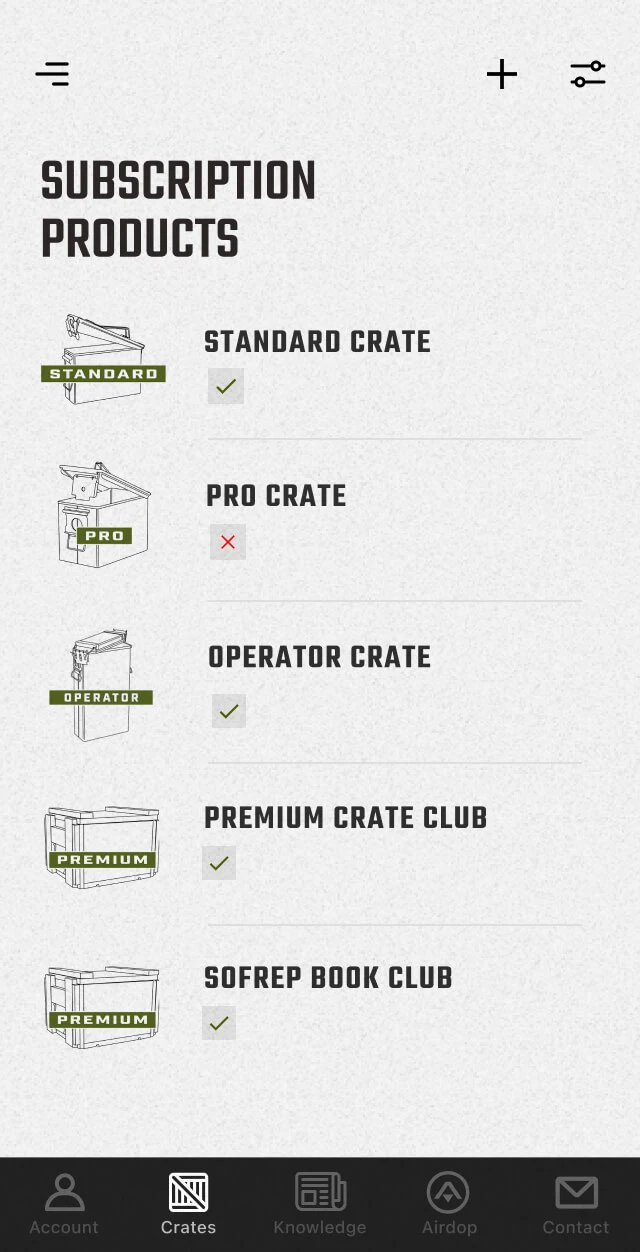 SUBSCRIPTION
PRODUCTS
STANDARD
STANDARD CRATE
PRO
PRO CRATE
OPERATOR
OPERATOR CRATE
PREMIUM
PREMIUM CRATE CLUB
PREMIUM
SOFREP BOOK CLUB
Account
Crates
Knowledge
Airdop
Contact